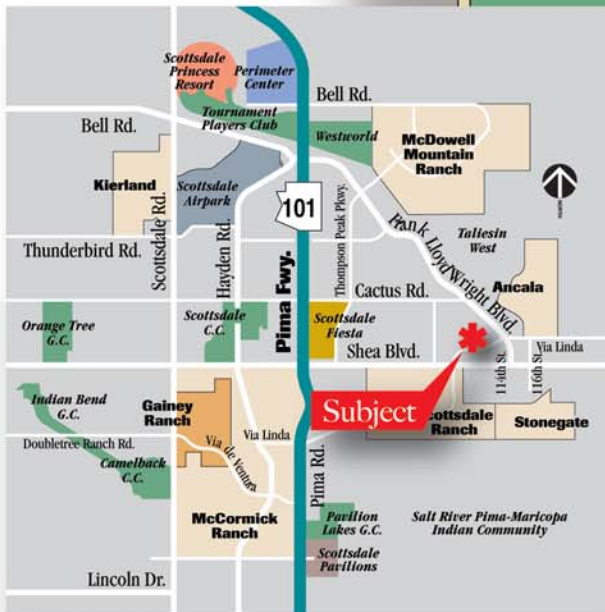 Scottsdale
Princess
Resort
Perimeter
Center
Bell Rd.
Tournament
Players Club
Bell Rd.
Westworld
McDowell
Mountain
Ranch
Kierland
Scottsdale
Airpark
NORTH
101
Scottsdale Rd.
Hayden Rd.
Thompson Peak Pkwy.
Frank Lloyd Wright Blvd.
Taliesin
West
Thunderbird Rd.
Pima Fwy.
Cactus Rd.
Ancala
Orange Tree
G.C.
Scottsdale
C.C.
Scottsdale
Fiesta
Shea Blvd.
Via Linda
114th St.
116th St.
Indian Bend
G.C.
Gainey
Ranch
Subject
Scottsdale
Ranch
Stonegate
Doubletree Ranch Rd.
Via Linda
Via de Ventura
Camelback
C.C.
Pima Rd.
McCormick
Ranch
Pavilion
Lakes G.C.
Salt River Pima-Maricopa
Indian Community
Scottsdale
Pavilions
Lincoln Dr.